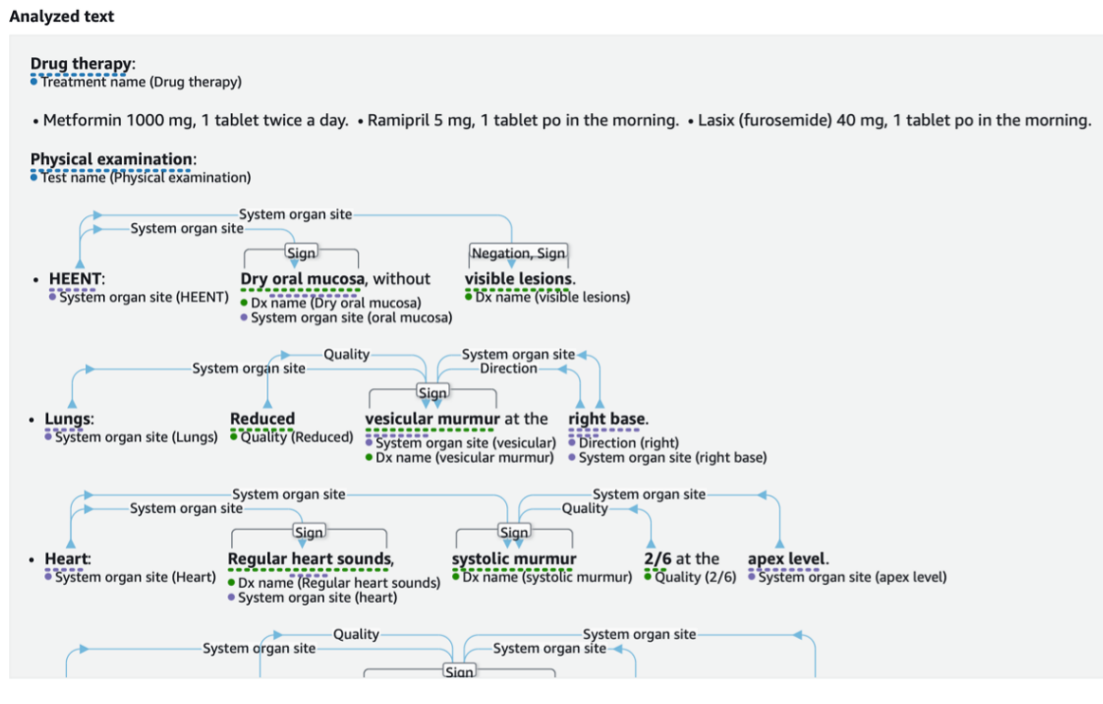 Analyzed text
Drug therapy:
• Treatment name (Drug therapy)
• Metformin 1000 mg, 1 tablet twice a day. • Ramipril 5 mg, 1 tablet po in the morning. • Lasix (furosemide) 40 mg, 1 tablet po in the morning.
Physical examination:
• Test name (Physical examination)
System organ site
System organ site
Sign Negation, Sign
• HEENT: Dry oral mucosa, without visible lesions.
• System organ site (HEENT) • Dx name (Dry oral mucosa) • Dx name (visible lesions)
• System organ site (oral mucosa)
Quality System organ site
System organ site Direction
Sign
• Lungs: Reduced vesicular murmur at the right base.
• System organ site (Lungs) • Quality (Reduced) • System organ site (vesicular) • Direction (right)
• Dx name (vesicular murmur) • System organ site (right base)
System organ site System organ site
System organ site Quality
Sign Sign
• Heart: Regular heart sounds, systolic murmur 2/6 at the apex level.
• System organ site (Heart) • Dx name (Regular heart sounds) • Dx name (systolic murmur) • Quality (2/6) • System organ site (apex level)
• System organ site (heart)
Quality System organ site
System organ site System organ site
Sign